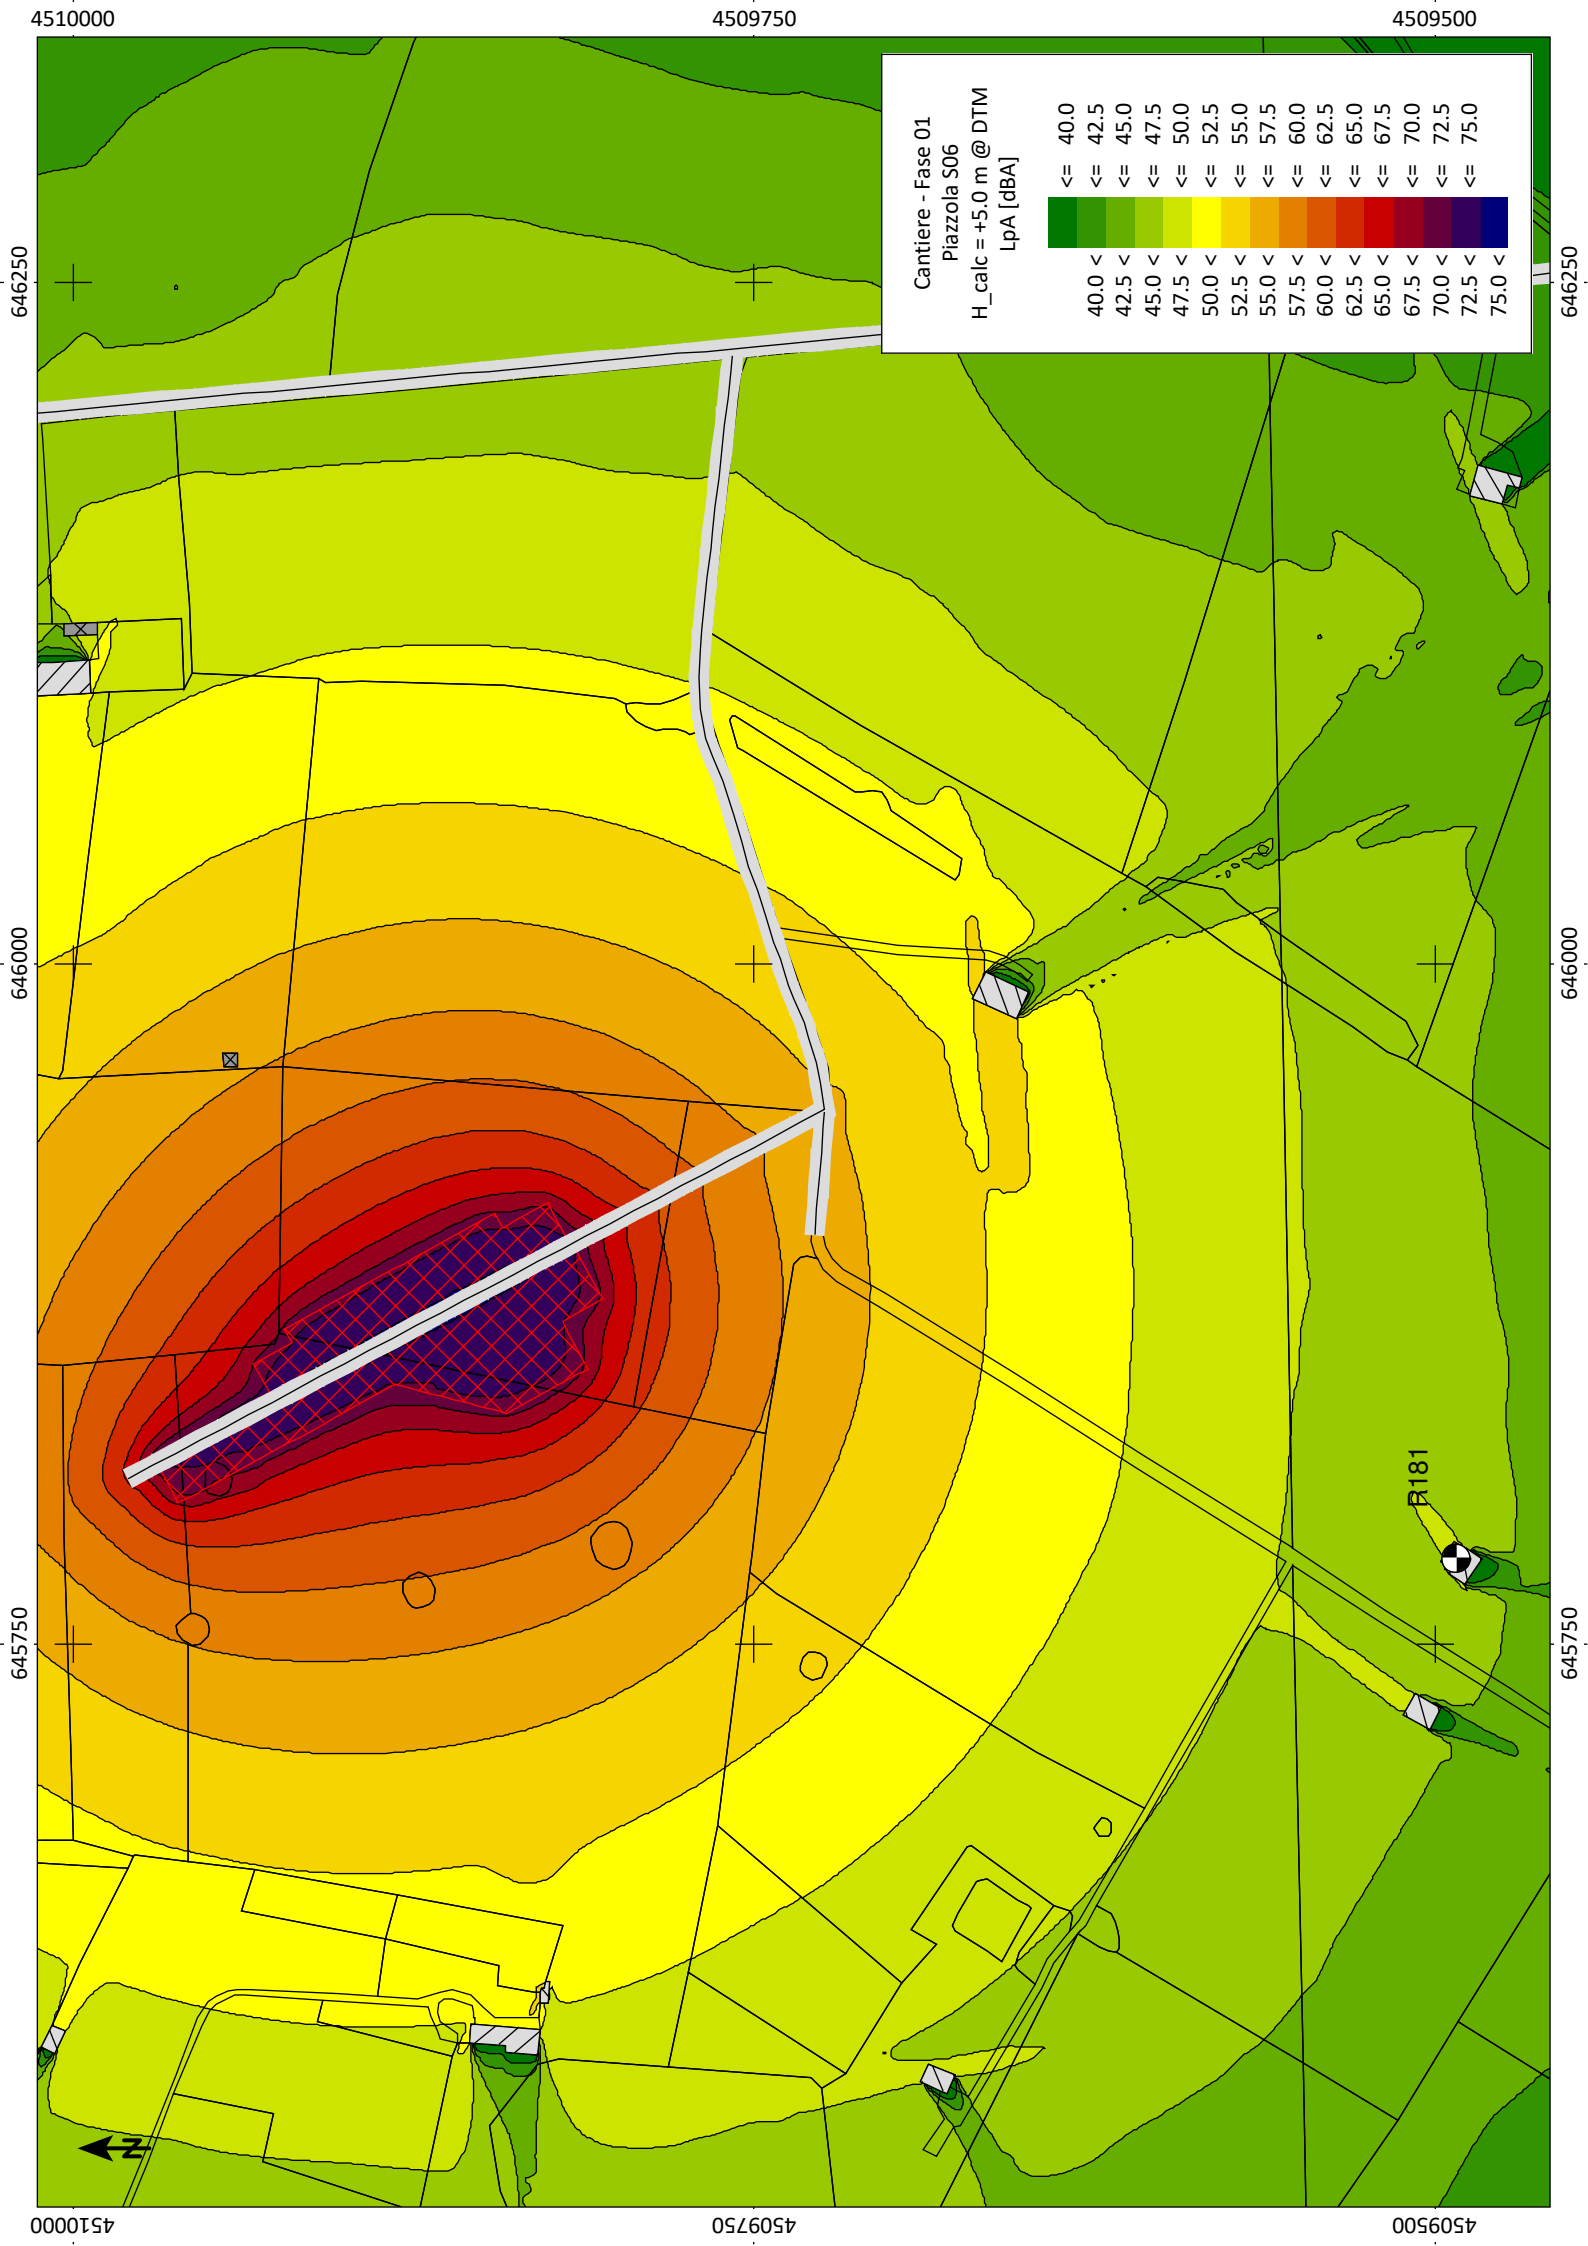 4510000
4509750
4509500
646250
646250
Cantiere - Fase 01
Piazzola S06
H_calc = +5.0 m @ DTM
LpA [dBA]
<= 40.0
40.0 < <= 42.5
42.5 < <= 45.0
45.0 < <= 47.5
47.5 < <= 50.0
50.0 < <= 52.5
52.5 < <= 55.0
55.0 < <= 57.5
57.5 < <= 60.0
60.0 < <= 62.5
62.5 < <= 65.0
65.0 < <= 67.5
67.5 < <= 70.0
70.0 < <= 72.5
72.5 < <= 75.0
75.0 <
646000
646000
R181
645750
645750
N
4510000
4509750
4509500